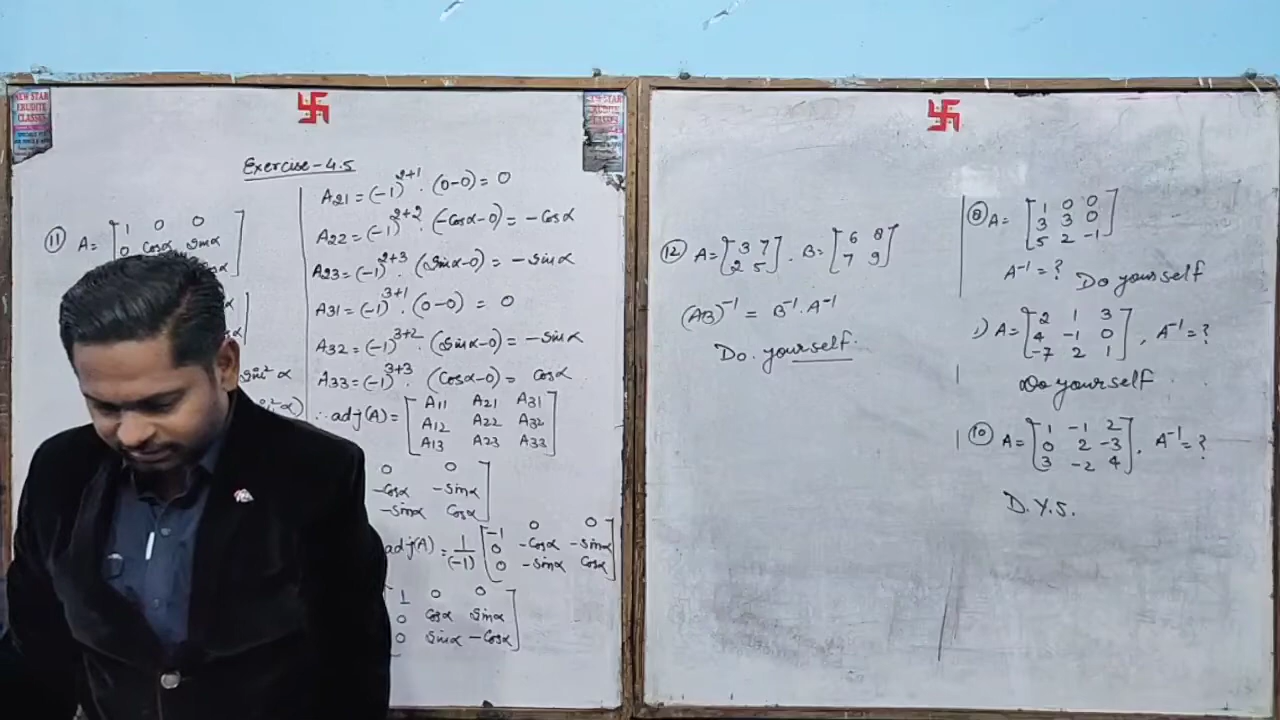 NEW STAR
ERUDITE
CLASSES
Exercise-4.5
(11) A= [1 0 0
0 Cosα Sinα
A21 = (-1)^2+1 · (0-0) = 0
A22 = (-1)^2+2 · (-Cosα-0) = -Cosα
A23 = (-1)^2+3 · (Sinα-0) = -Sinα
A31 = (-1)^3+1 · (0-0) = 0
A32 = (-1)^3+2 · (Sinα-0) = -Sinα
A33 = (-1)^3+3 · (Cosα-0) = Cosα
∴ adj(A) = [A11 A21 A31
A12 A22 A32
A13 A23 A33]
0 0
-Cosα -Sinα
-Sinα Cosα]
adj(A) = 1/(-1) [-1 0 0
0 -Cosα -Sinα
0 -Sinα Cosα]
1 0 0
0 Cosα Sinα
0 Sinα -Cosα]
Sin²α
(12) A= [3 7
2 5] . B= [6 8
7 9]
(AB)^-1 = B^-1 . A^-1
Do. yourself.
(8) A= [1 0 0
3 3 0
5 2 -1]
A^-1 = ? Do yourself
) A= [2 1 3
4 -1 0
-7 2 1] , A^-1 = ?
Do yourself
(10) A= [1 -1 2
0 2 -3
3 -2 4] , A^-1 = ?
D.Y.S.